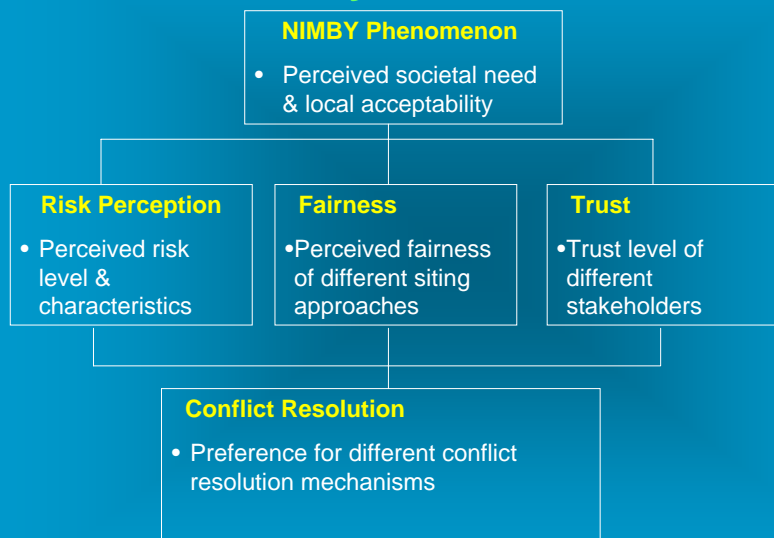 NIMBY Phenomenon
• Perceived societal need
& local acceptability
Risk Perception
• Perceived risk
level &
characteristics
Fairness
•Perceived fairness
of different siting
approaches
Trust
•Trust level of
different
stakeholders
Conflict Resolution
• Preference for different conflict
resolution mechanisms